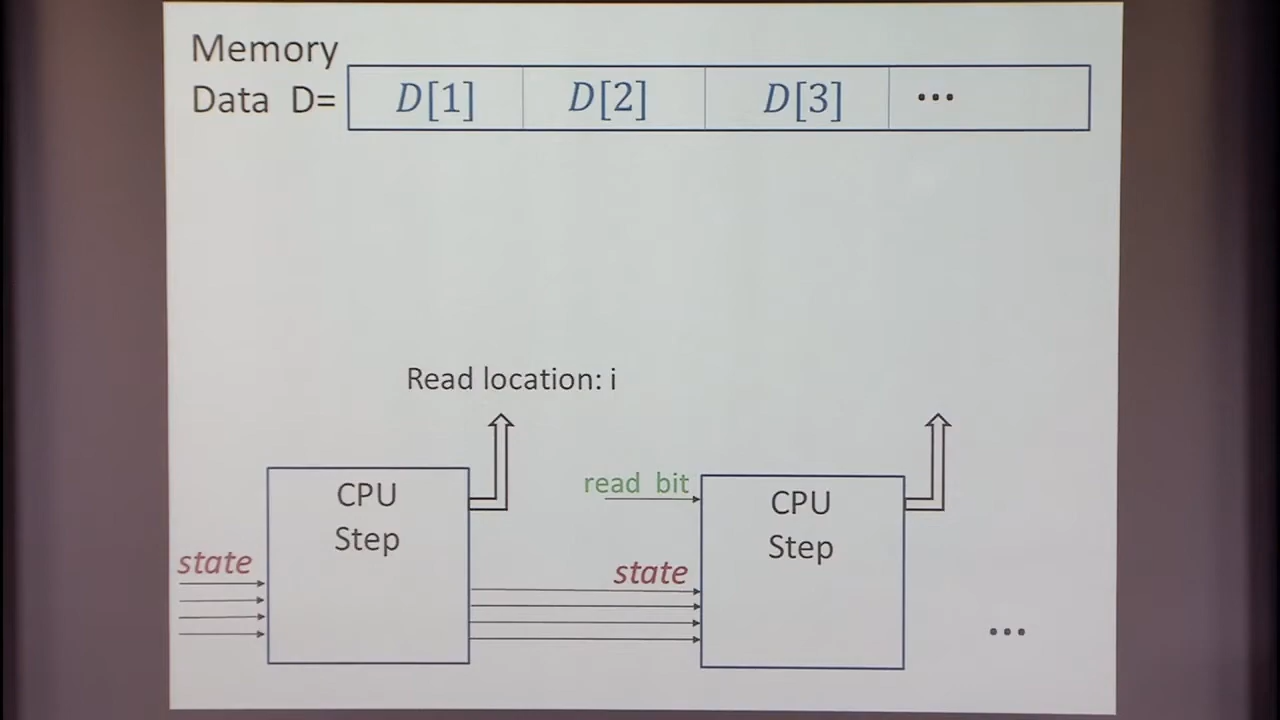 Memory
Data D= D[1] D[2] D[3] ...
Read location: i
CPU
Step
state
read bit
state
CPU
Step
...